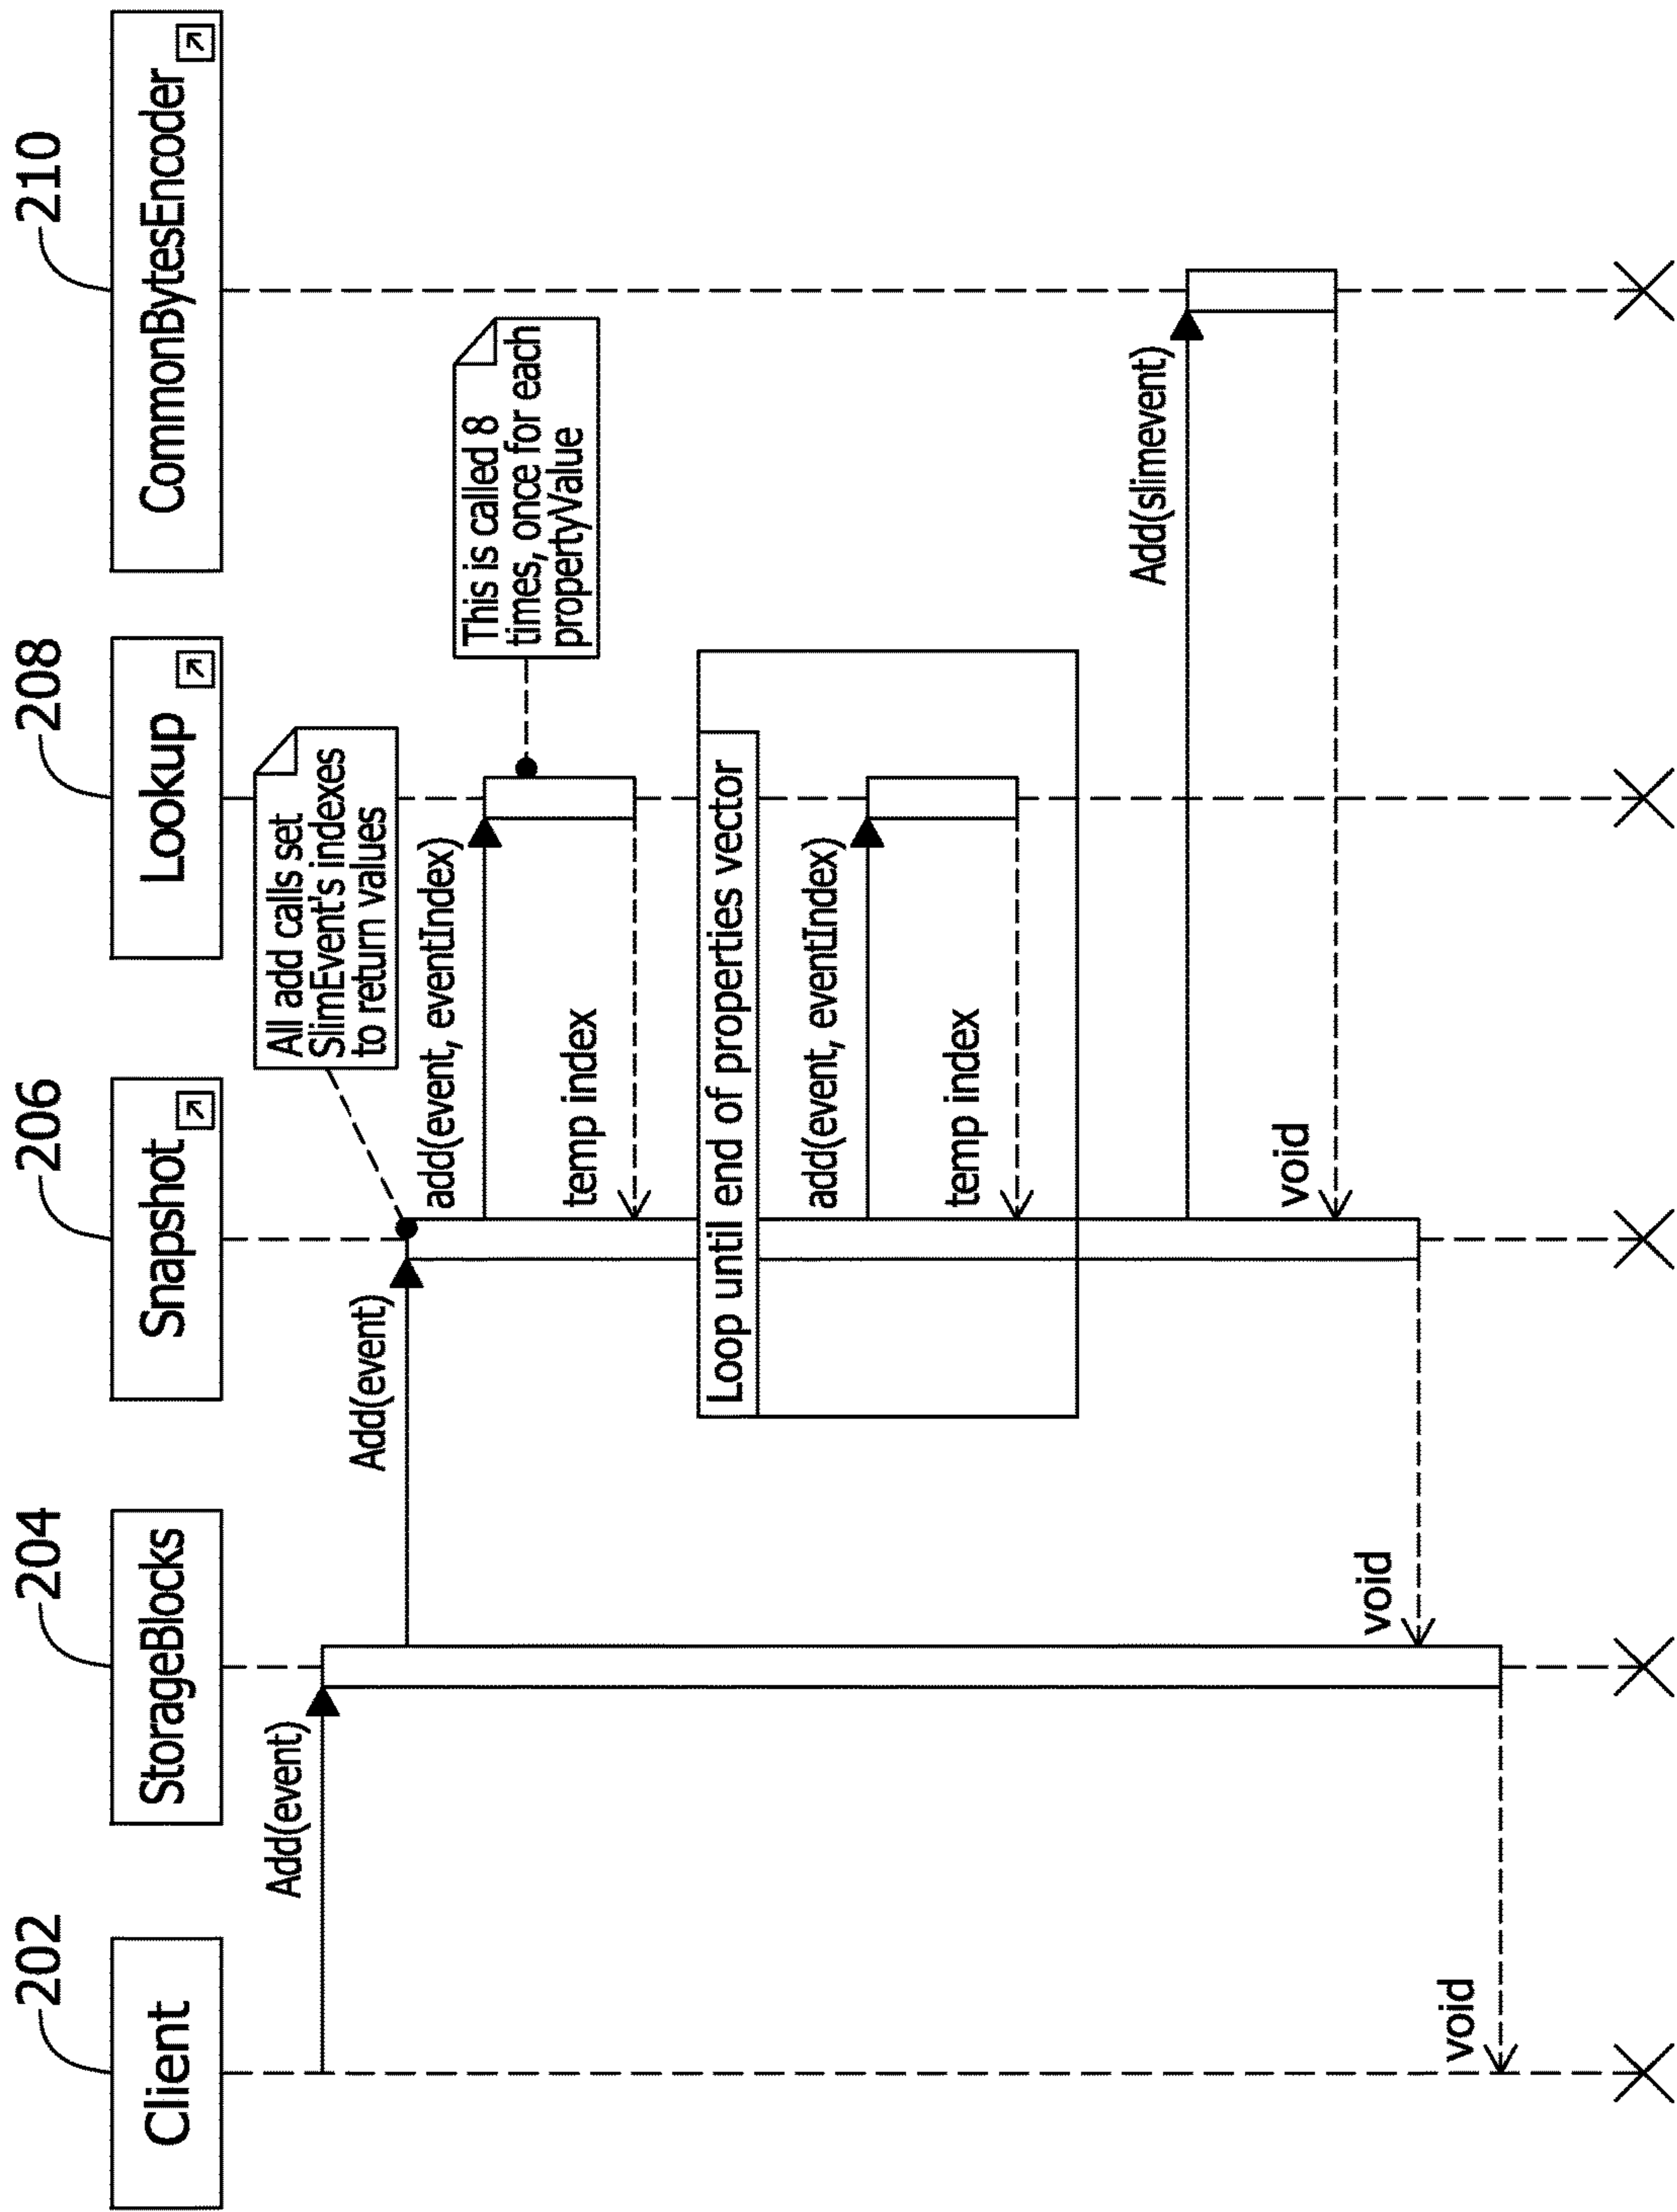 202
204
206
208
210
Client
StorageBlocks
Snapshot
Lookup
CommonBytesEncoder
All add calls set
SlimEvent's indexes
to return values
Add(event)
Add(event)
add(event, eventIndex)
This is called 8
times, once for each
propertyValue
temp index
Loop until end of properties vector
add(event, eventIndex)
temp index
Add(slimevent)
void
void
void